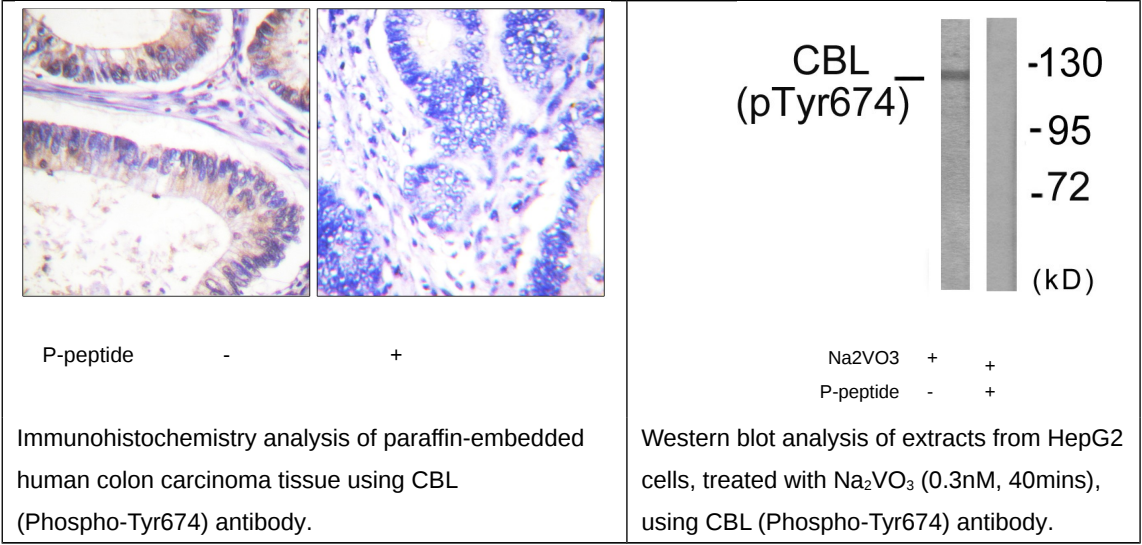 P-peptide - +
Immunohistochemistry analysis of paraffin-embedded
human colon carcinoma tissue using CBL
(Phospho-Tyr674) antibody.
CBL
(pTyr674)
-130
-95
-72
(kD)
Na2VO3 + +
P-peptide - +
Western blot analysis of extracts from HepG2
cells, treated with Na₂VO₃ (0.3nM, 40mins),
using CBL (Phospho-Tyr674) antibody.